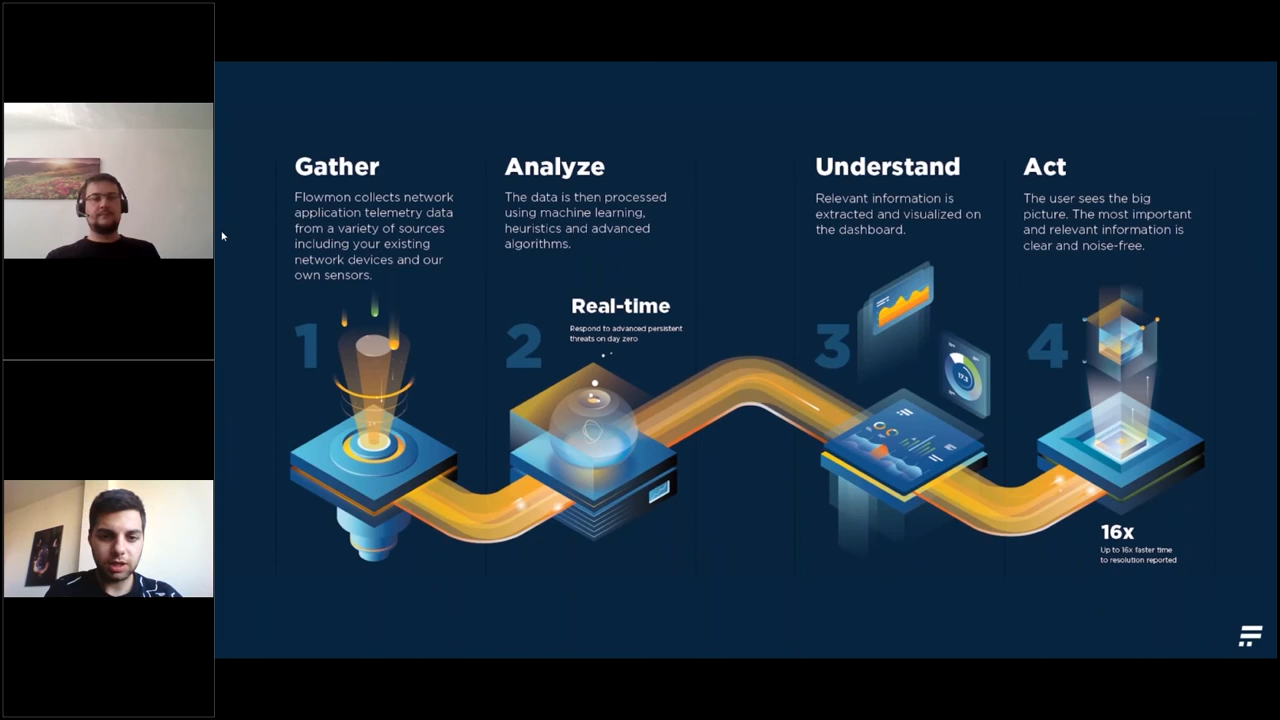 Gather
Flowmon collects network
application telemetry data
from a variety of sources
including your existing
network devices and our
own sensors.
1
Analyze
The data is then processed
using machine learning,
heuristics and advanced
algorithms.
2
Real-time
Respond to advanced persistent
threats on day zero
Understand
Relevant information is
extracted and visualized on
the dashboard.
3
Act
The user sees the big
picture. The most important
and relevant information is
clear and noise-free.
4
16x
Up to 16x faster time
to resolution reported